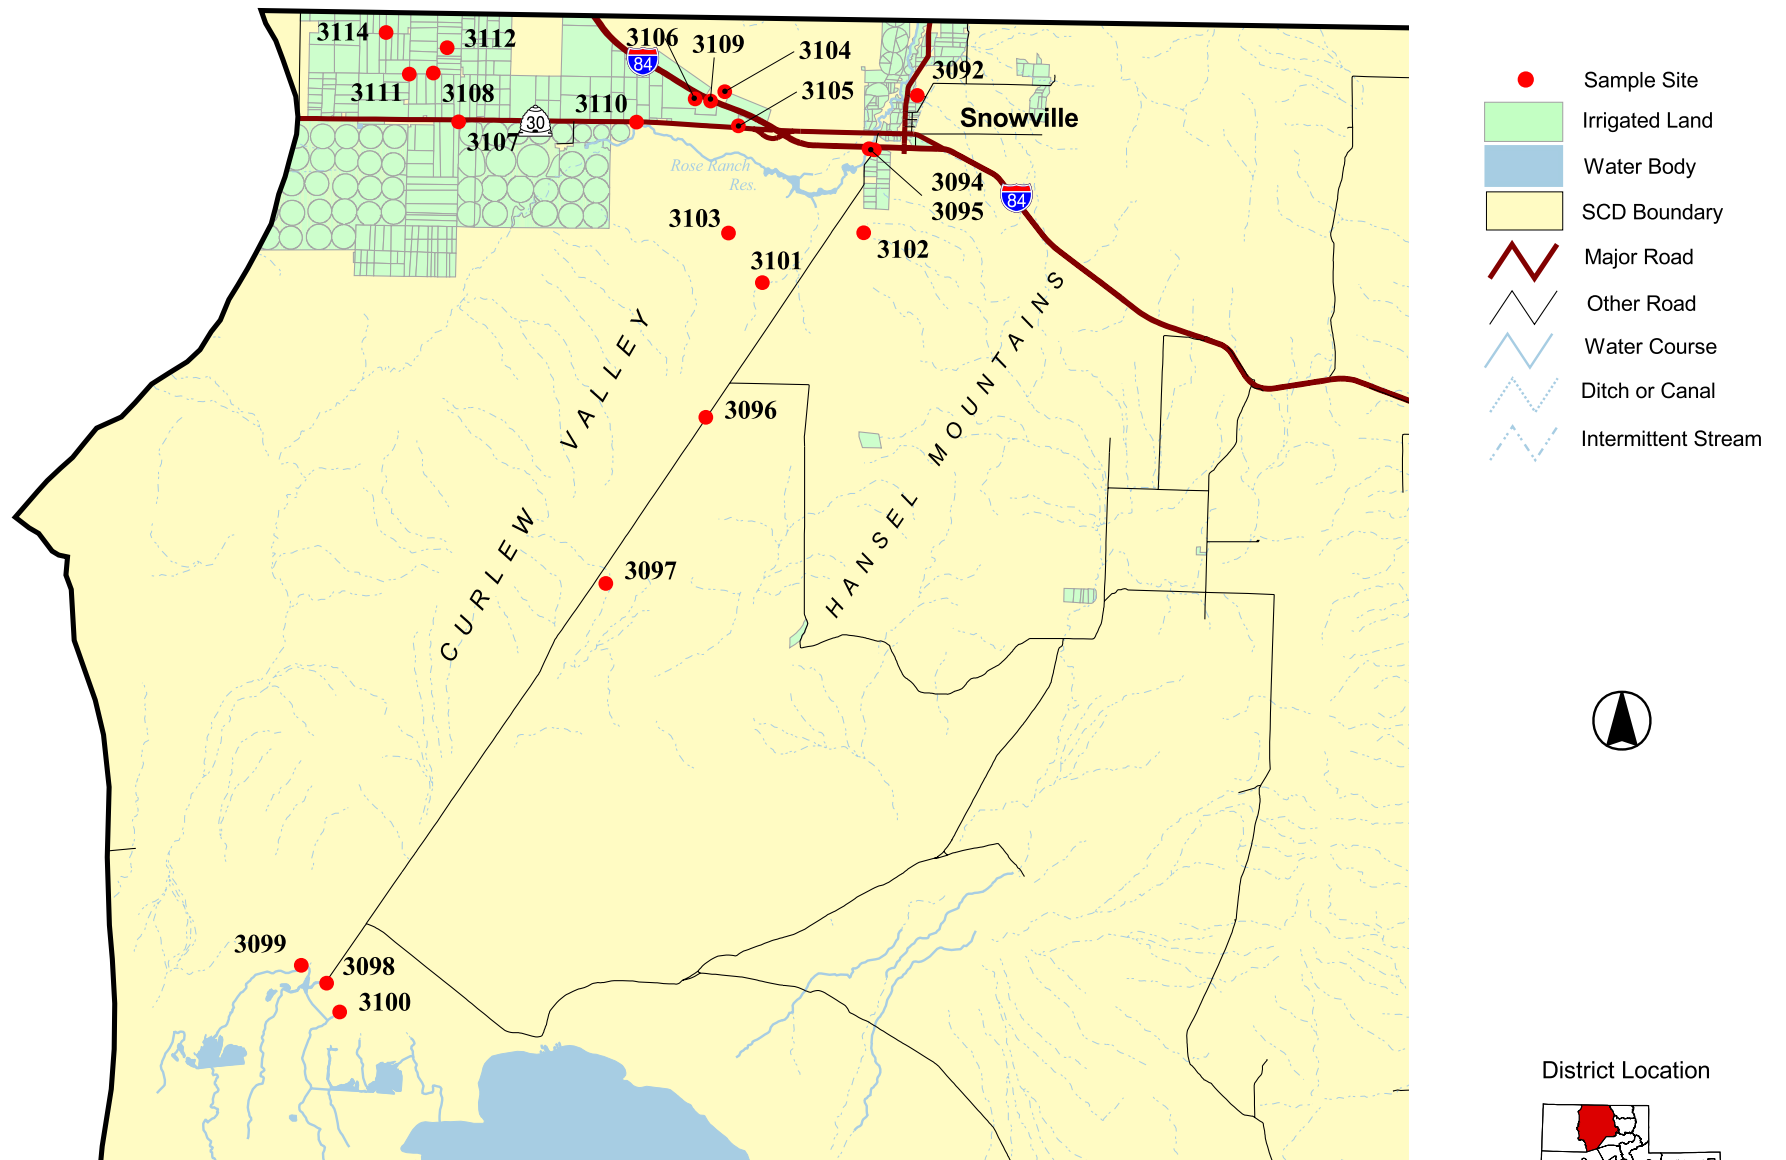 3114
3112
3106
3109
3104
84
3111
3108
3110
3105
3092
30
3107
Snowville
Rose Ranch
Res.
3094
3095
84
3103
3102
3101
CURLEW VALLEY
HANSEL MOUNTAINS
3096
3097
3099
3098
3100
Sample Site
Irrigated Land
Water Body
SCD Boundary
Major Road
Other Road
Water Course
Ditch or Canal
Intermittent Stream
District Location